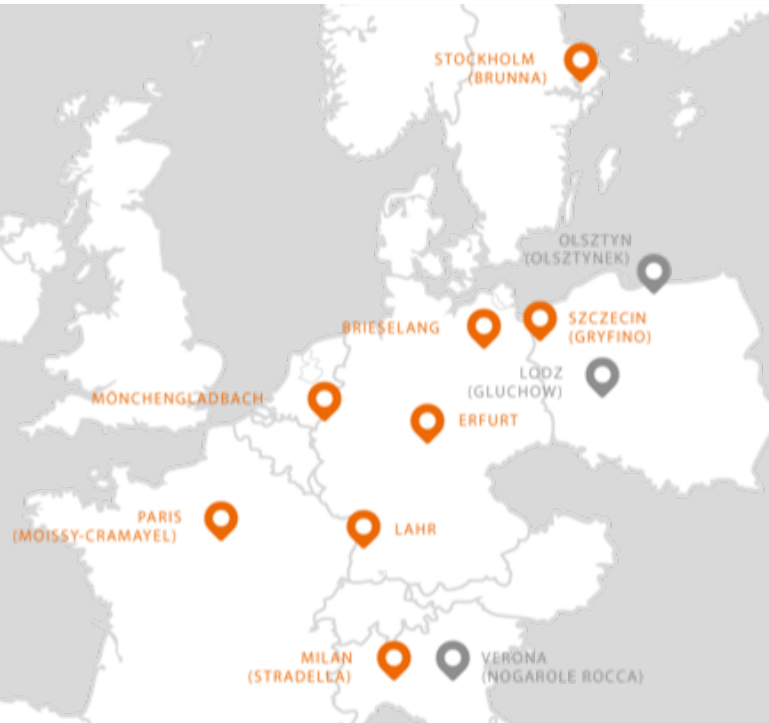 STOCKHOLM
(BRUNNA)
OLSZTYN
(OLSZTYNEK)
BRIESELANG
SZCZECIN
(GRYFINO)
LODZ
(GLUCHOW)
MÖNCHENGLADBACH
ERFURT
PARIS
(MOISSY-CRAMAYEL)
LAHR
MILAN
(STRADELLA)
VERONA
(NOGAROLE ROCCA)